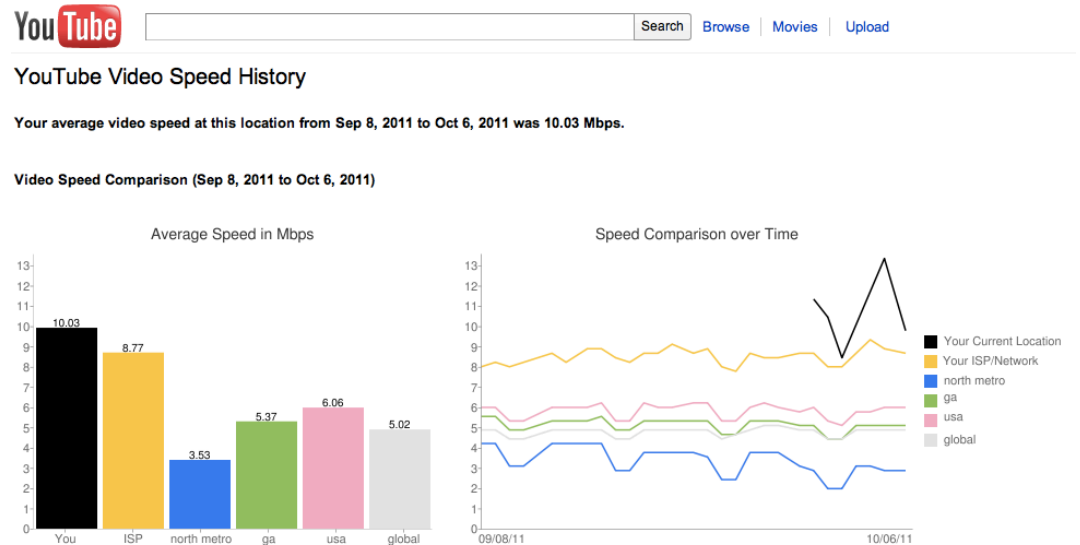 YouTube Search Browse Movies Upload
YouTube Video Speed History
Your average video speed at this location from Sep 8, 2011 to Oct 6, 2011 was 10.03 Mbps.
Video Speed Comparison (Sep 8, 2011 to Oct 6, 2011)
Average Speed in Mbps
13
12
11
10
9
8
7
6
5
4
3
2
1
0
10.03
8.77
3.53
5.37
6.06
5.02
You ISP north metro ga usa global
Speed Comparison over Time
13
12
11
10
9
8
7
6
5
4
3
2
1
0
09/08/11 10/06/11
Your Current Location
Your ISP/Network
north metro
ga
usa
global